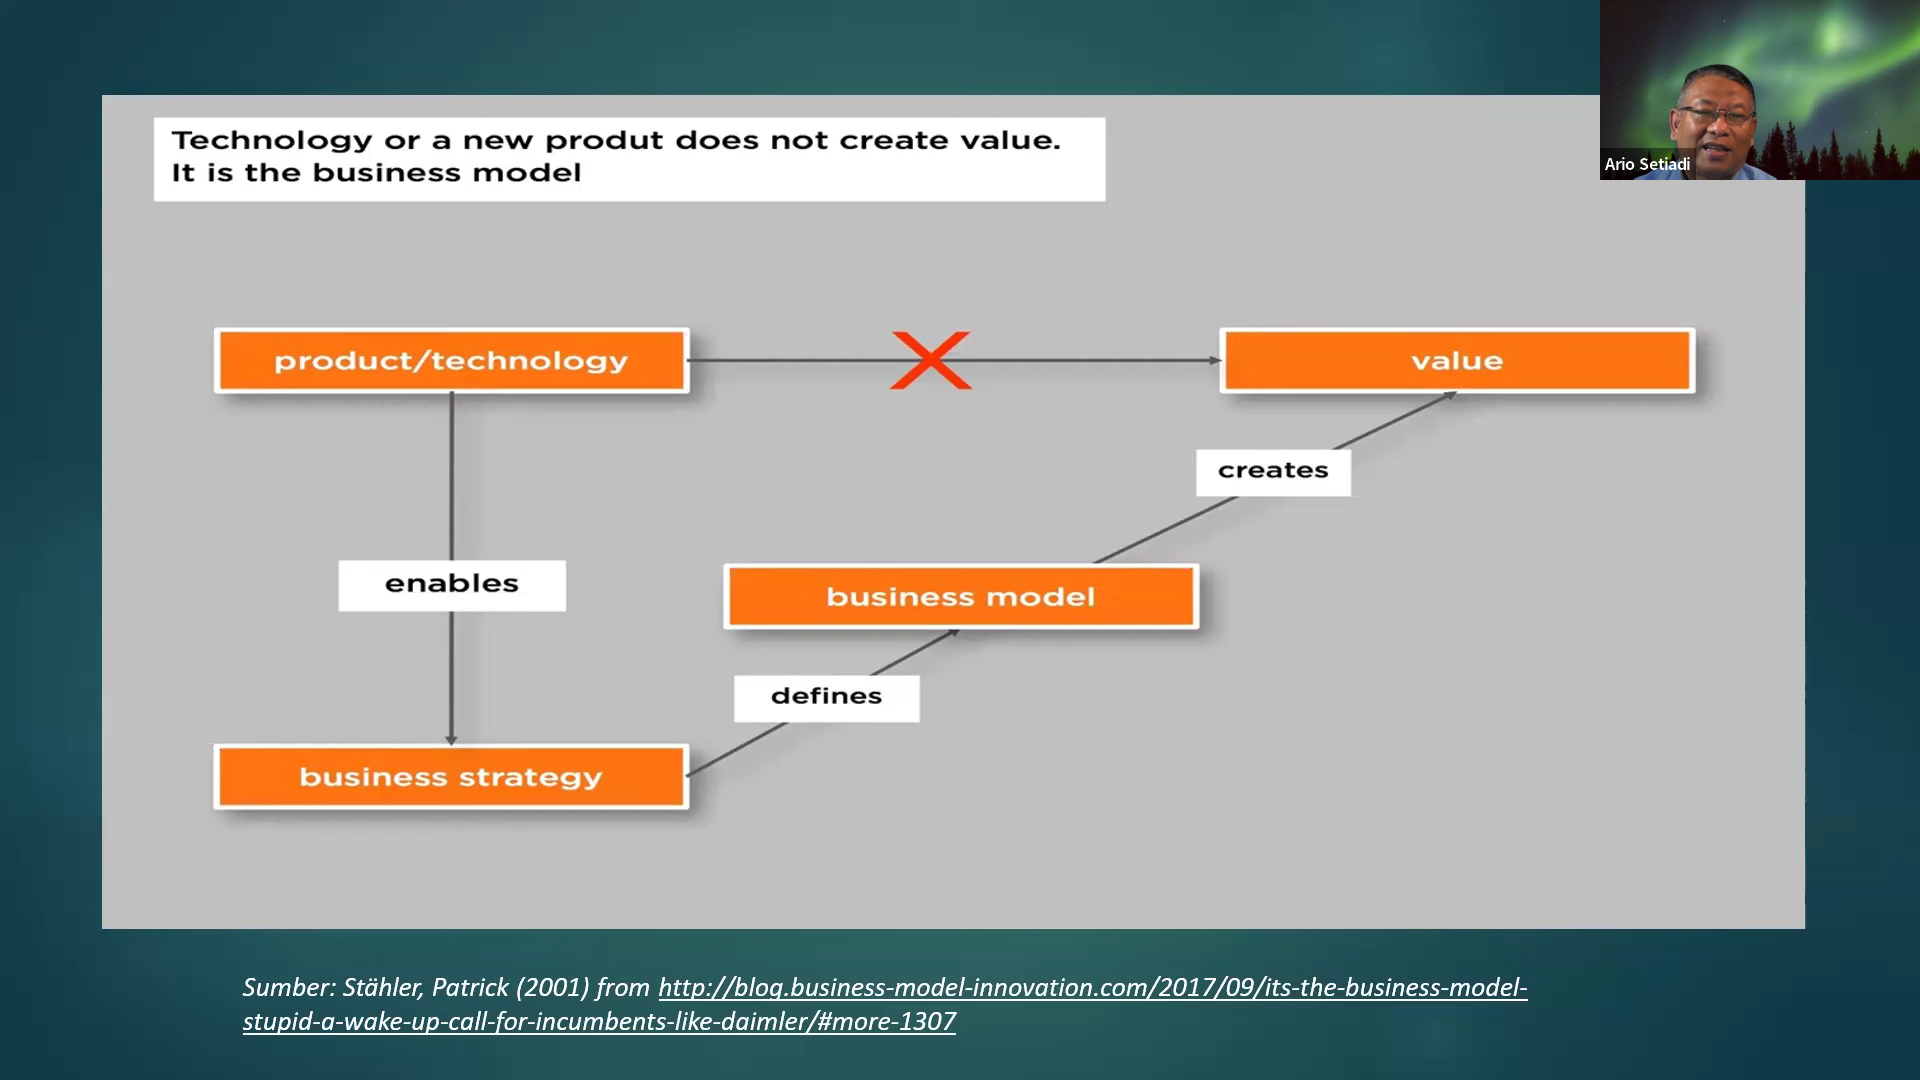 Technology or a new produt does not create value.
It is the business model
Ario Setiadi
product/technology
value
creates
enables
business model
defines
business strategy
Sumber: Stähler, Patrick (2001) from http://blog.business-model-innovation.com/2017/09/its-the-business-model-
stupid-a-wake-up-call-for-incumbents-like-daimler/#more-1307